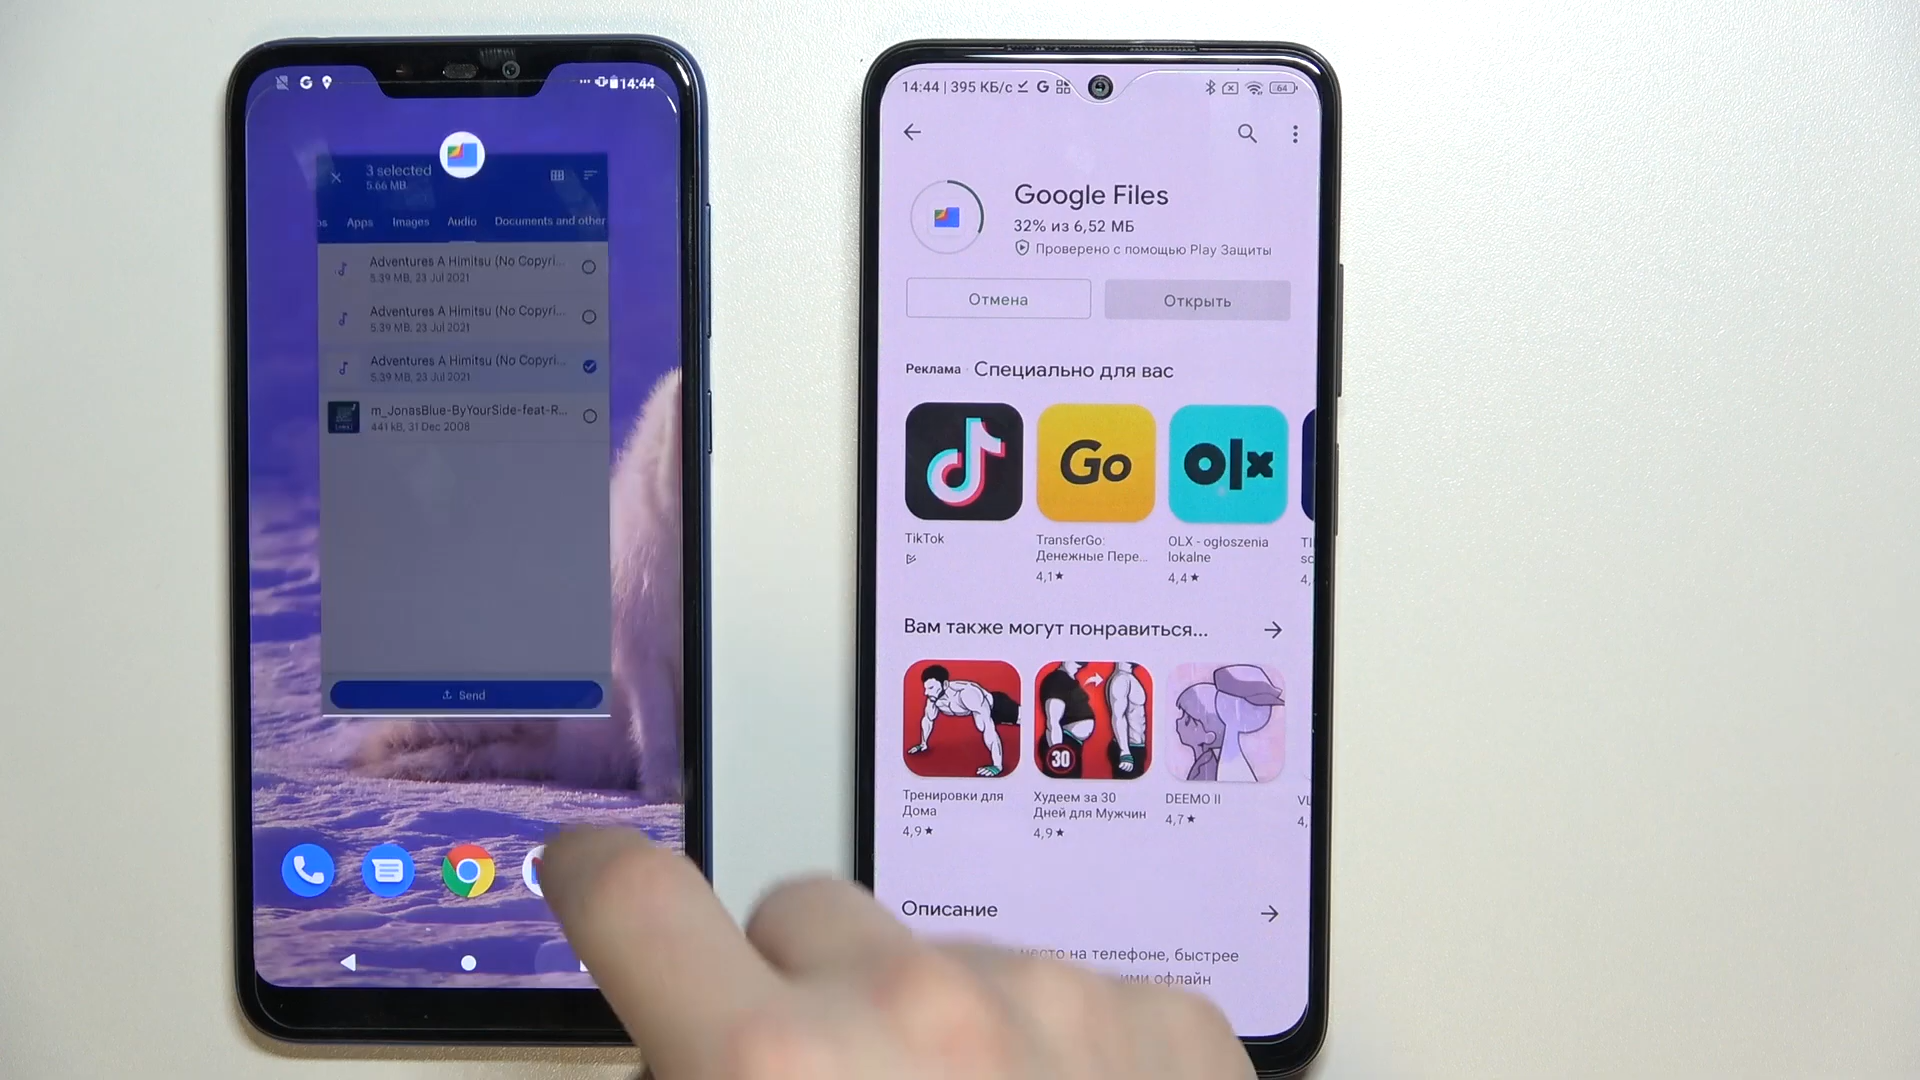 14:44
3 selected
5.66 MB
Apps Images Audio Documents and other
Adventures A Himitsu (No Copyri...
5.39 MB, 23 Jul 2021
Adventures A Himitsu (No Copyri...
5.39 MB, 23 Jul 2021
Adventures A Himitsu (No Copyri...
5.39 MB, 23 Jul 2021
m_JonasBlue-ByYourSide-feat-R...
441 kB, 31 Dec 2008
Send
14:44 | 395 КБ/с
64
Google Files
32% из 6,52 МБ
Проверено с помощью Play Защиты
Отмена
Открыть
Реклама · Специально для вас
Go
olx
TikTok
TransferGo:
Денежные Пере...
4,1★
OLX - ogłoszenia
lokalne
4,4★
Вам также могут понравиться...
30
Тренировки для
Дома
4,9★
Худеем за 30
Дней для Мужчин
4,9★
DEEMO II
4,7★
Описание
место на телефоне, быстрее
ими офлайн